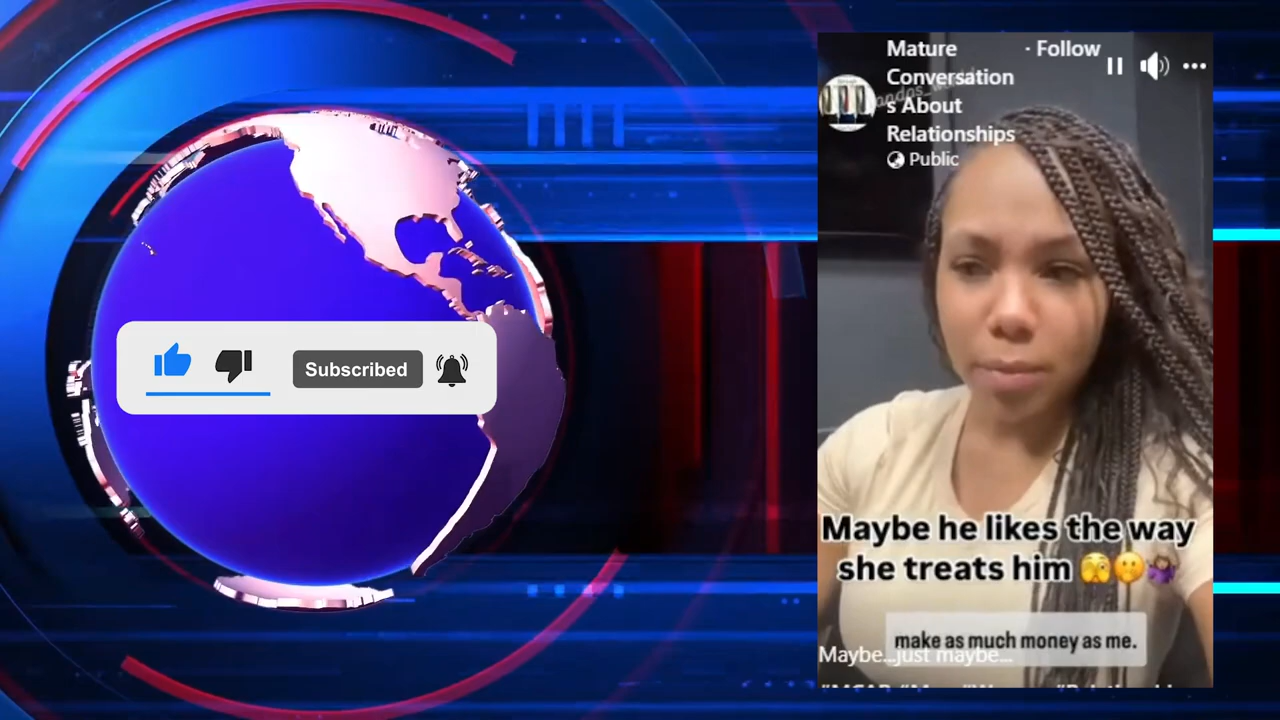 Subscribed
Mature · Follow
Conversation
s About
Relationships
Public
Maybe he likes the way
she treats him 🫣🤭🤷🏾‍♀️
make as much money as me.
Maybe...just maybe...